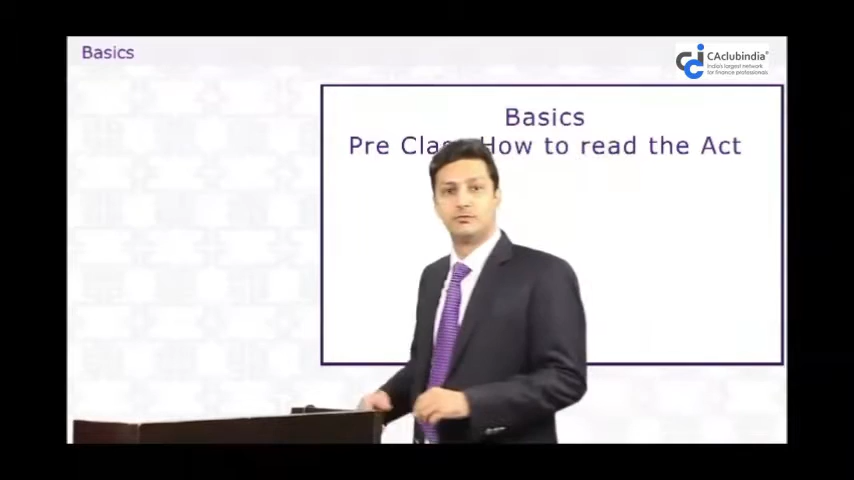 Basics
CAclubindia®
India's largest network
for finance professionals
Basics
Pre Clas How to read the Act